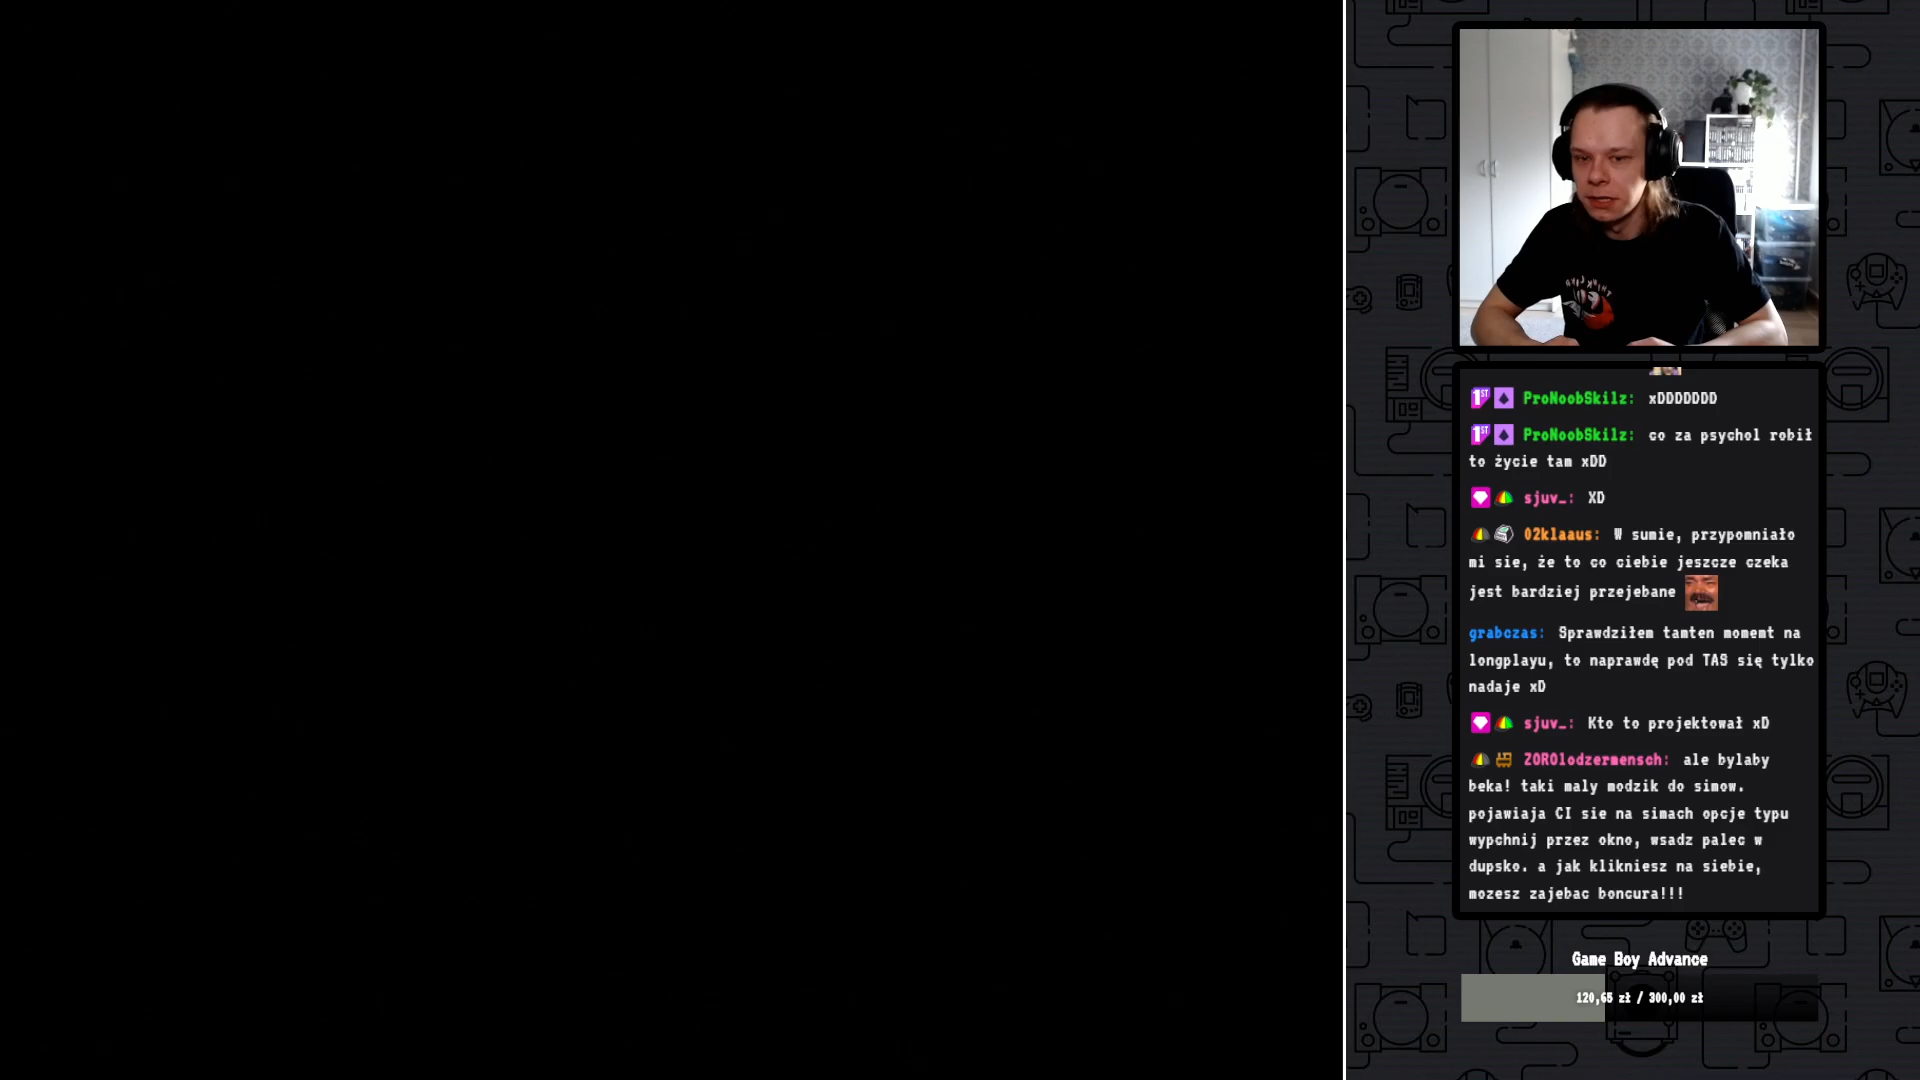 1ST ProNoobSkilz: xDDDDDDD
1ST ProNoobSkilz: co za psychol robił
to życie tam xDD
sjuv_: XD
02klaaus: W sumie, przypomniało
mi sie, że to co ciebie jeszcze czeka
jest bardziej przejebane
grabczas: Sprawdziłem tamten moment na
longplayu, to naprawdę pod TAS się tylko
nadaje xD
sjuv_: Kto to projektował xD
ZOROlodzermensch: ale bylaby
beka! taki maly modzik do simow.
pojawiaja CI sie na simach opcje typu
wypchnij przez okno, wsadz palec w
dupsko. a jak klikniesz na siebie,
mozesz zajebac boncura!!!
Game Boy Advance
120,65 zł / 300,00 zł